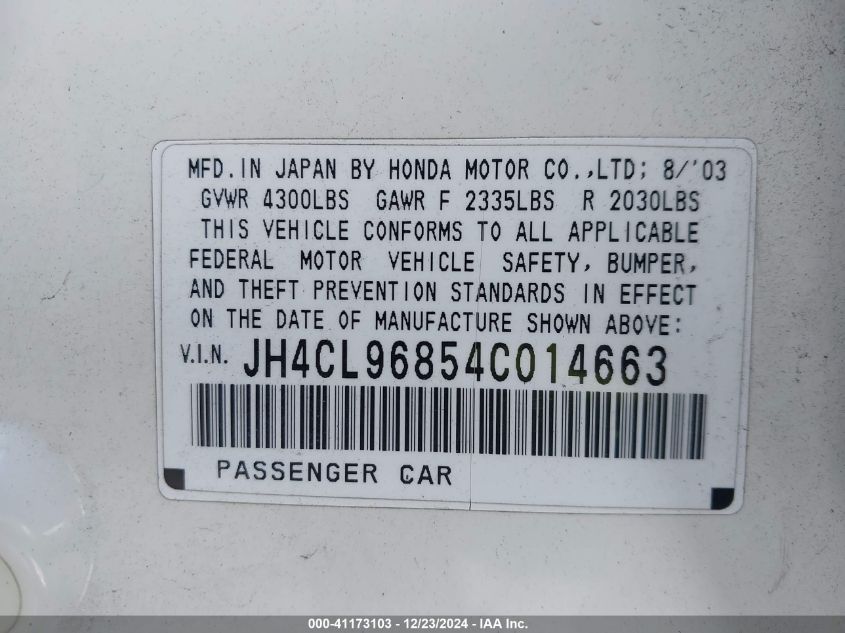 MFD.IN JAPAN BY HONDA MOTOR CO.,LTD; 8/'03
GVWR 4300LBS GAWR F 2335LBS R 2030LBS
THIS VEHICLE CONFORMS TO ALL APPLICABLE
FEDERAL MOTOR VEHICLE SAFETY, BUMPER,
AND THEFT PREVENTION STANDARDS IN EFFECT
ON THE DATE OF MANUFACTURE SHOWN ABOVE:
V.I.N. JH4CL96854C014663
PASSENGER CAR
000-41173103 - 12/23/2024 - IAA Inc.